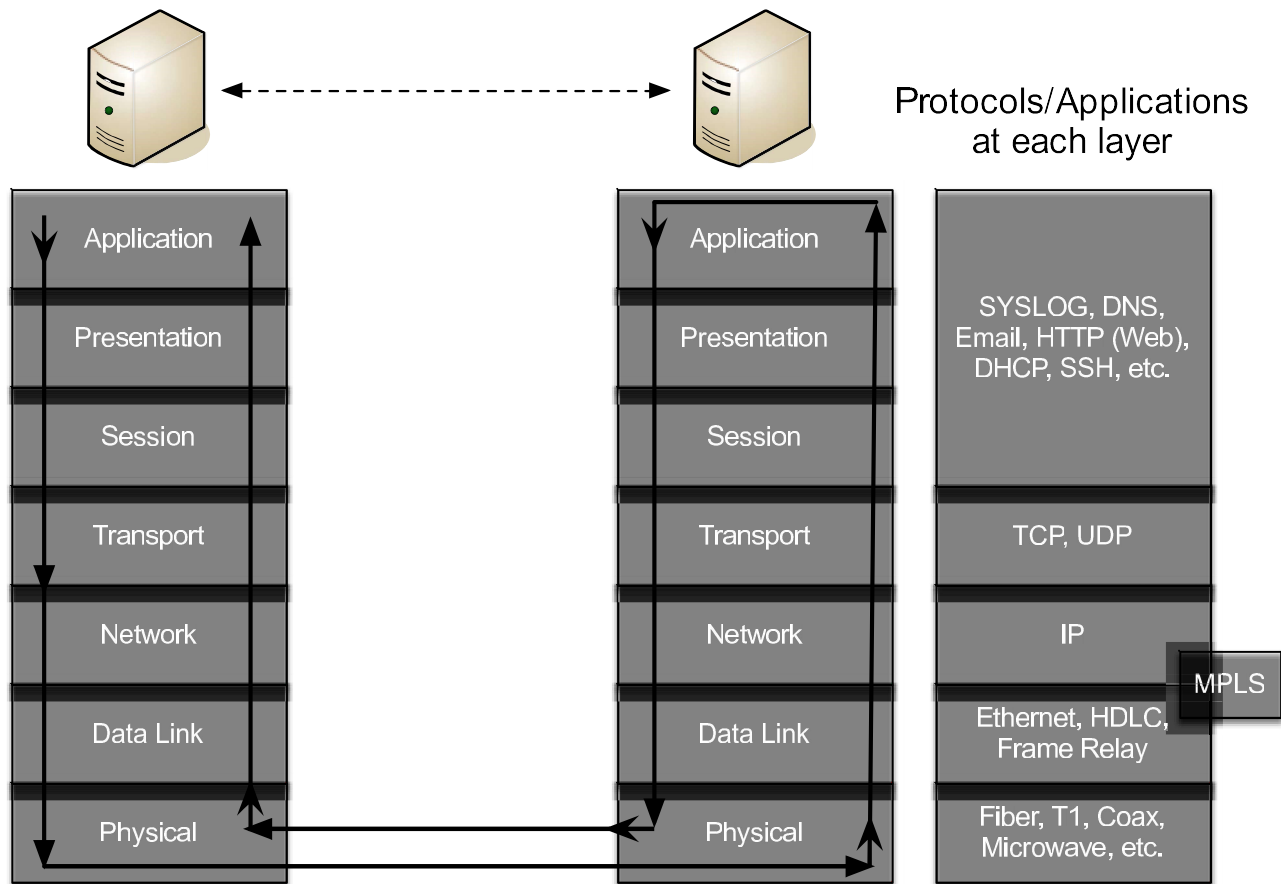 Protocols/Applications
at each layer
Application
Presentation
Session
Transport
Network
Data Link
Physical
Application
Presentation
Session
Transport
Network
Data Link
Physical
SYSLOG, DNS,
Email, HTTP (Web),
DHCP, SSH, etc.
TCP, UDP
IP
MPLS
Ethernet, HDLC,
Frame Relay
Fiber, T1, Coax,
Microwave, etc.